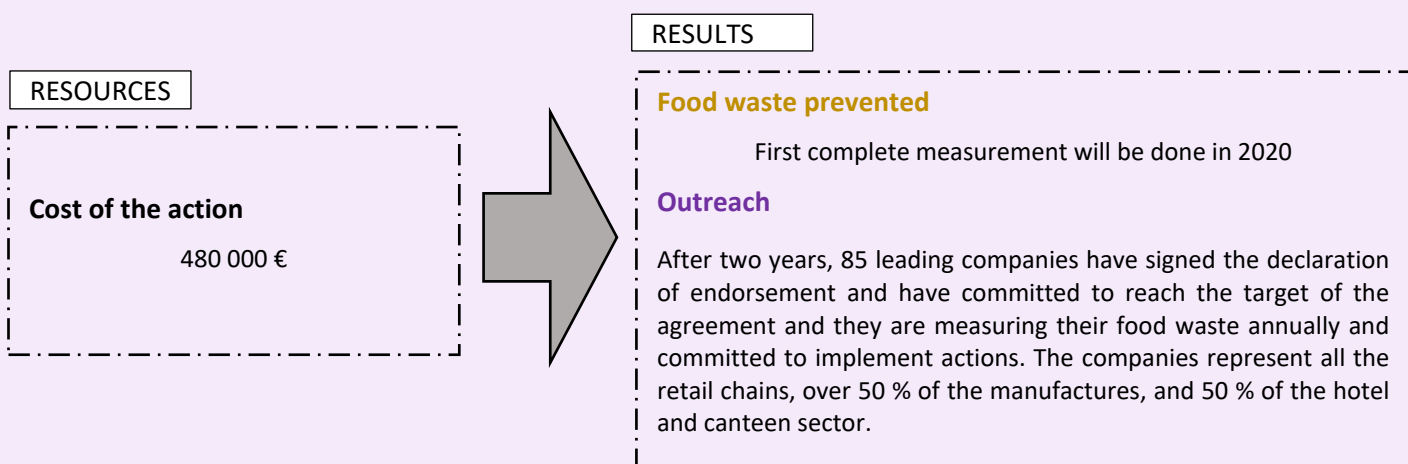 RESOURCES
Cost of the action
480 000 €
RESULTS
Food waste prevented
First complete measurement will be done in 2020
Outreach
After two years, 85 leading companies have signed the declaration
of endorsement and have committed to reach the target of the
agreement and they are measuring their food waste annually and
committed to implement actions. The companies represent all the
retail chains, over 50 % of the manufactures, and 50 % of the hotel
and canteen sector.